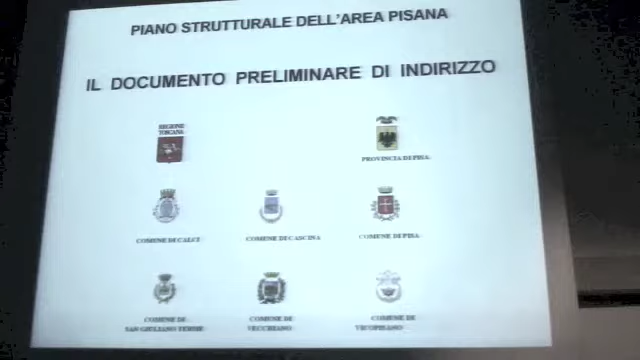 PIANO STRUTTURALE DELL'AREA PISANA
IL DOCUMENTO PRELIMINARE DI INDIRIZZO
REGIONE
TOSCANA
PROVINCIA DI PISA
COMUNE DI CALCI
COMUNE DI CASCINA
COMUNE DI PISA
COMUNE DI
SAN GIULIANO TERME
COMUNE DI
VECCHIANO
COMUNE DI
VICOPISANO